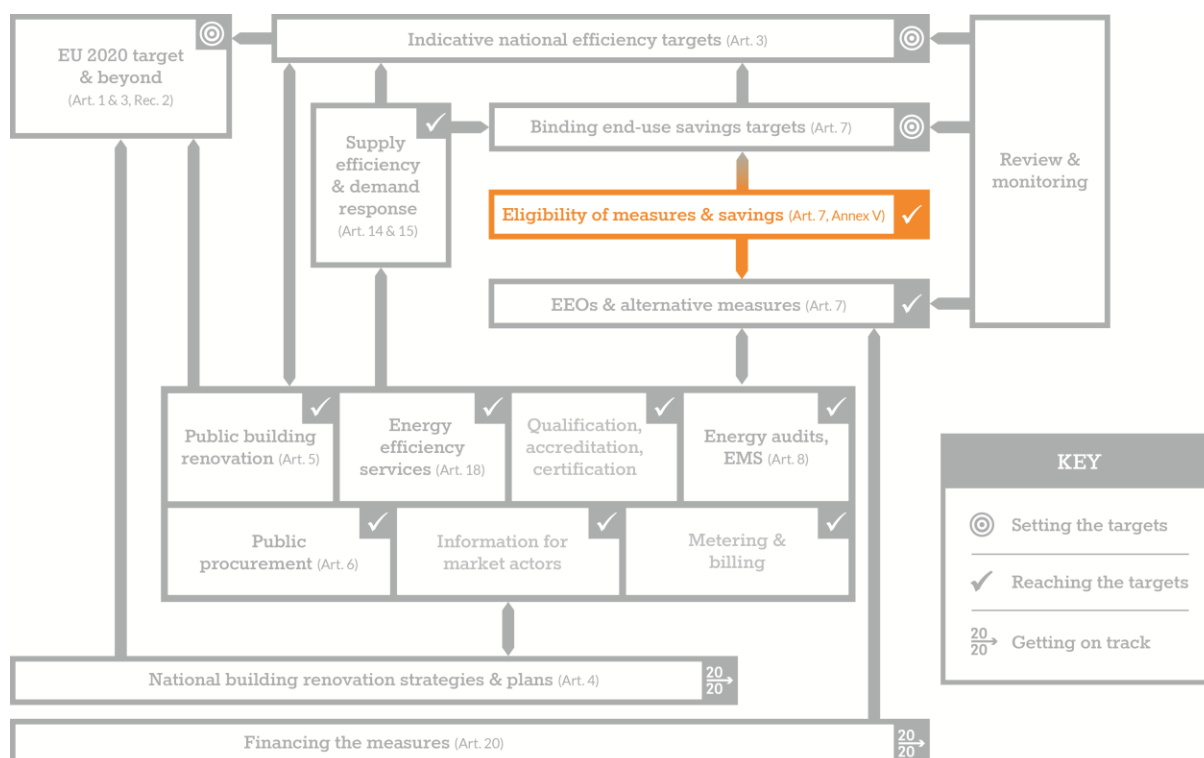 EU 2020 target
& beyond
(Art. 1 & 3, Rec. 2)
Indicative national efficiency targets (Art. 3)
Supply
efficiency
& demand
response
(Art. 14 & 15)
Binding end-use savings targets (Art. 7)
Review &
monitoring
Eligibility of measures & savings (Art. 7, Annex V)
EEOs & alternative measures (Art. 7)
Public building
renovation (Art. 5)
Energy
efficiency
services (Art. 18)
Qualification,
accreditation,
certification
Energy audits,
EMS (Art. 8)
Public
procurement (Art. 6)
Information for
market actors
Metering &
billing
National building renovation strategies & plans (Art. 4)
20
20
Financing the measures (Art. 20)
20
20
KEY
Setting the targets
Reaching the targets
20
20
Getting on track